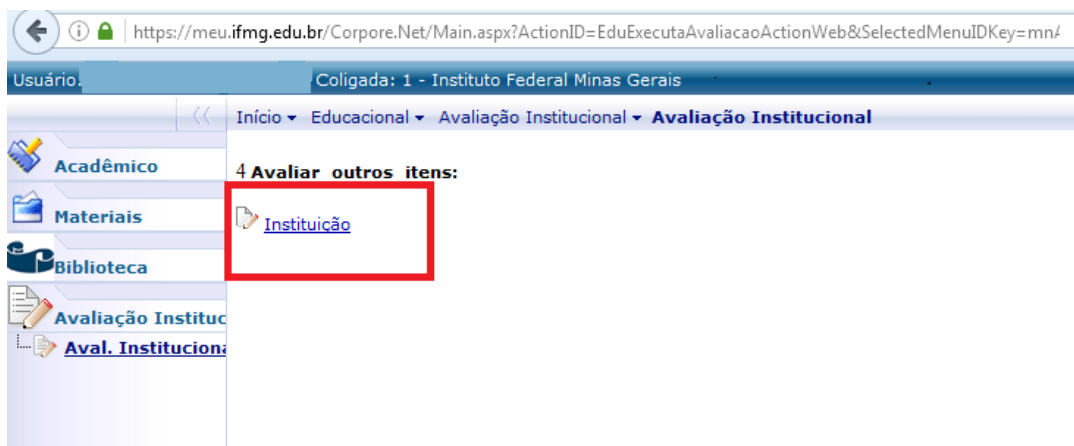 https://meu.ifmg.edu.br/Corpore.Net/Main.aspx?ActionID=EduExecutaAvaliacaoActionWeb&SelectedMenuIDKey=mnA
Usuário. Coligada: 1 - Instituto Federal Minas Gerais
Início Educacional Avaliação Institucional Avaliação Institucional
Acadêmico
4 Avaliar outros itens:
Materiais
Instituição
Biblioteca
Avaliação Instituc
Aval. Instituciona